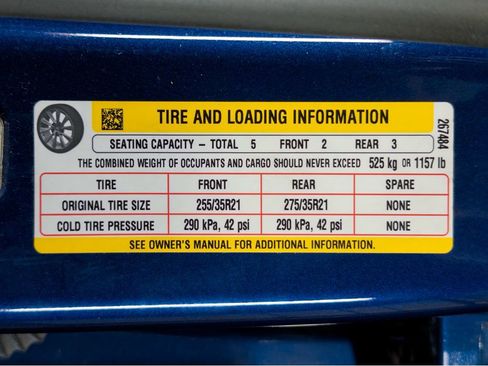 TIRE AND LOADING INFORMATION
267484
SEATING CAPACITY – TOTAL 5 FRONT 2 REAR 3
THE COMBINED WEIGHT OF OCCUPANTS AND CARGO SHOULD NEVER EXCEED 525 kg OR 1157 lb
TIRE FRONT REAR SPARE
ORIGINAL TIRE SIZE 255/35R21 275/35R21 NONE
COLD TIRE PRESSURE 290 kPa, 42 psi 290 kPa, 42 psi NONE
SEE OWNER'S MANUAL FOR ADDITIONAL INFORMATION.